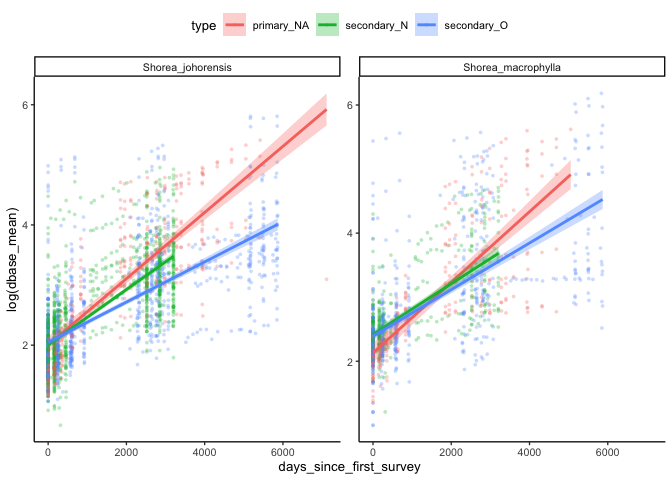 type primary_NA secondary_N secondary_O
Shorea_johorensis Shorea_macrophylla
log(dbase_mean)
6
4
2
6
4
2
0 2000 4000 6000 0 2000 4000 6000
days_since_first_survey